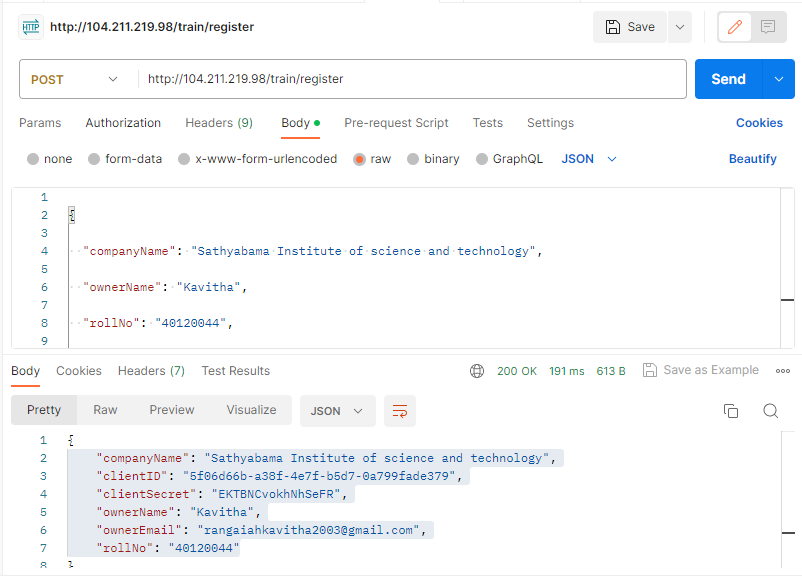 HTTP http://104.211.219.98/train/register Save
POST http://104.211.219.98/train/register Send
Params Authorization Headers (9) Body Pre-request Script Tests Settings Cookies
none form-data x-www-form-urlencoded raw binary GraphQL JSON Beautify
1
2 {
3
4 "companyName": "Sathyabama Institute of science and technology",
5
6 "ownerName": "Kavitha",
7
8 "rollNo": "40120044",
9
Body Cookies Headers (7) Test Results 200 OK 191 ms 613 B Save as Example
Pretty Raw Preview Visualize JSON
1 {
2 "companyName": "Sathyabama Institute of science and technology",
3 "clientID": "5f06d66b-a38f-4e7f-b5d7-0a799fade379",
4 "clientSecret": "EKTBNCvokhNhSeFR",
5 "ownerName": "Kavitha",
6 "ownerEmail": "rangaiahkavitha2003@gmail.com",
7 "rollNo": "40120044"
8 }